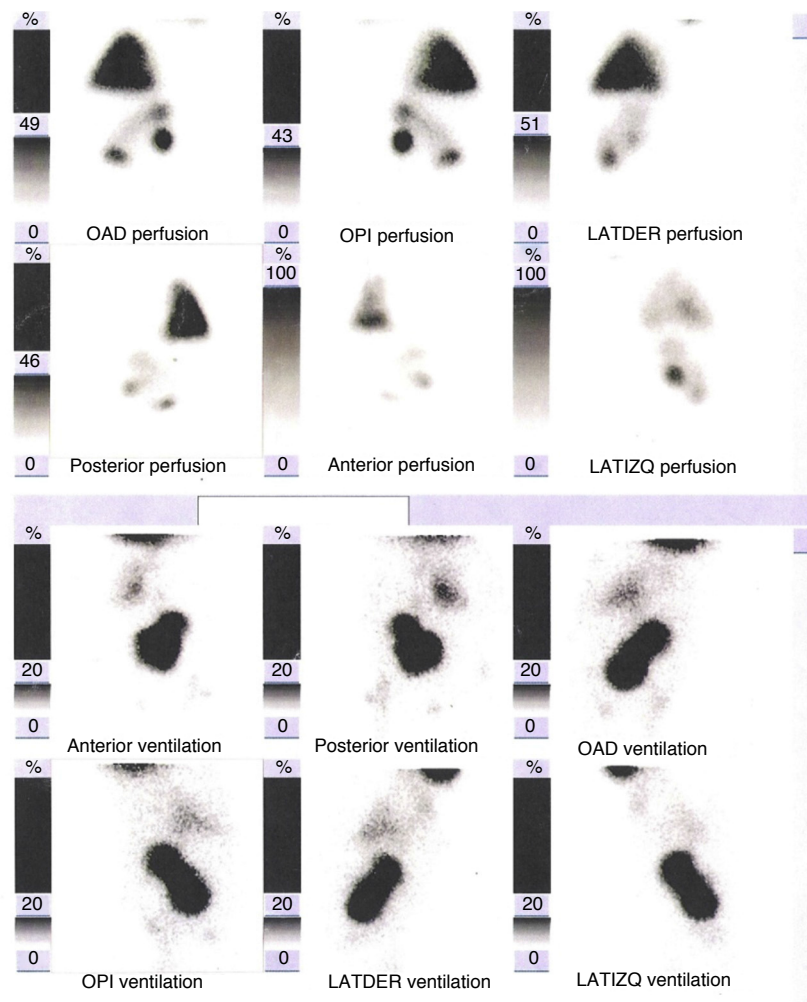 % % %
49 43 51
0 0 0
OAD perfusion OPI perfusion LATDER perfusion
% % %
100 100
46
0 0 0
Posterior perfusion Anterior perfusion LATIZQ perfusion
% % %
20 20 20
0 0 0
Anterior ventilation Posterior ventilation OAD ventilation
% % %
20 20 20
0 0 0
OPI ventilation LATDER ventilation LATIZQ ventilation